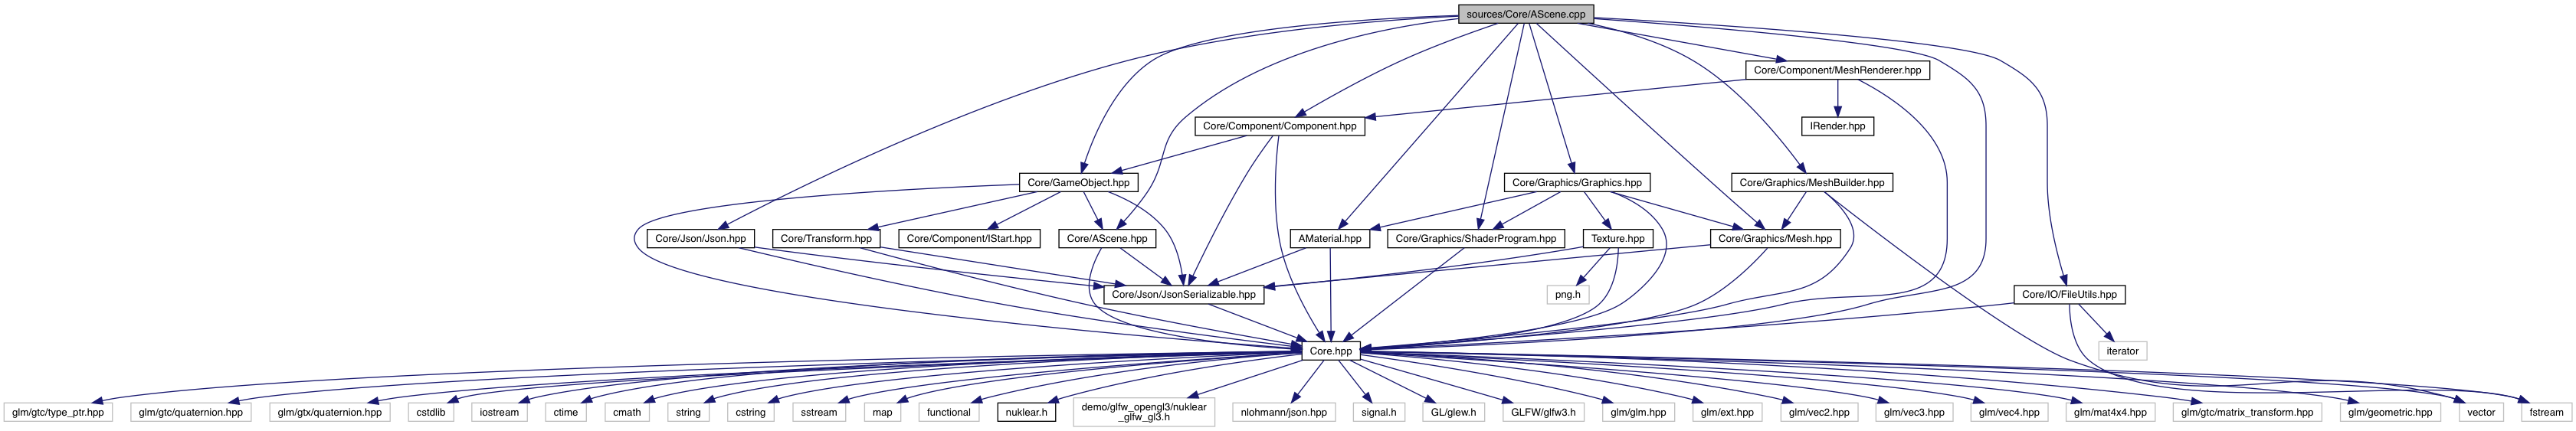 sources/Core/AScene.cpp
Core/Component/MeshRenderer.hpp
Core/Component/Component.hpp
IRender.hpp
Core/GameObject.hpp
Core/Graphics/Graphics.hpp
Core/Graphics/MeshBuilder.hpp
Core/Json/Json.hpp
Core/Transform.hpp
Core/Component/IStart.hpp
Core/AScene.hpp
AMaterial.hpp
Core/Graphics/ShaderProgram.hpp
Texture.hpp
Core/Graphics/Mesh.hpp
Core/Json/JsonSerializable.hpp
png.h
Core/IO/FileUtils.hpp
Core.hpp
iterator
glm/gtc/type_ptr.hpp
glm/gtc/quaternion.hpp
glm/gtx/quaternion.hpp
cstdlib
iostream
ctime
cmath
string
cstring
sstream
map
functional
nuklear.h
demo/glfw_opengl3/nuklear
_glfw_gl3.h
nlohmann/json.hpp
signal.h
GL/glew.h
GLFW/glfw3.h
glm/glm.hpp
glm/ext.hpp
glm/vec2.hpp
glm/vec3.hpp
glm/vec4.hpp
glm/mat4x4.hpp
glm/gtc/matrix_transform.hpp
glm/geometric.hpp
vector
fstream